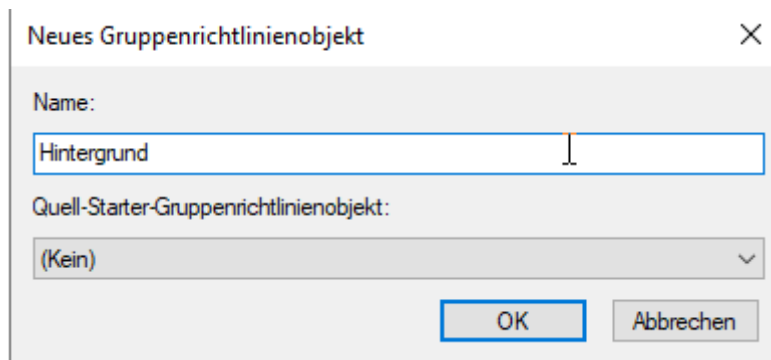 Neues Gruppenrichtlinienobjekt
Name:
Hintergrund
Quell-Starter-Gruppenrichtlinienobjekt:
(Kein)
OK Abbrechen